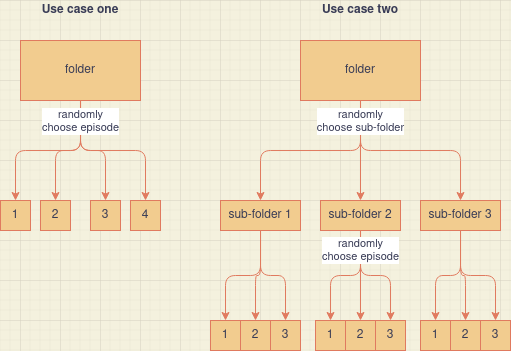 Use case one
Use case two
folder
folder
randomly
choose episode
randomly
choose sub-folder
1 2 3 4
sub-folder 1 sub-folder 2 sub-folder 3
randomly
choose episode
1 2 3 1 2 3 1 2 3